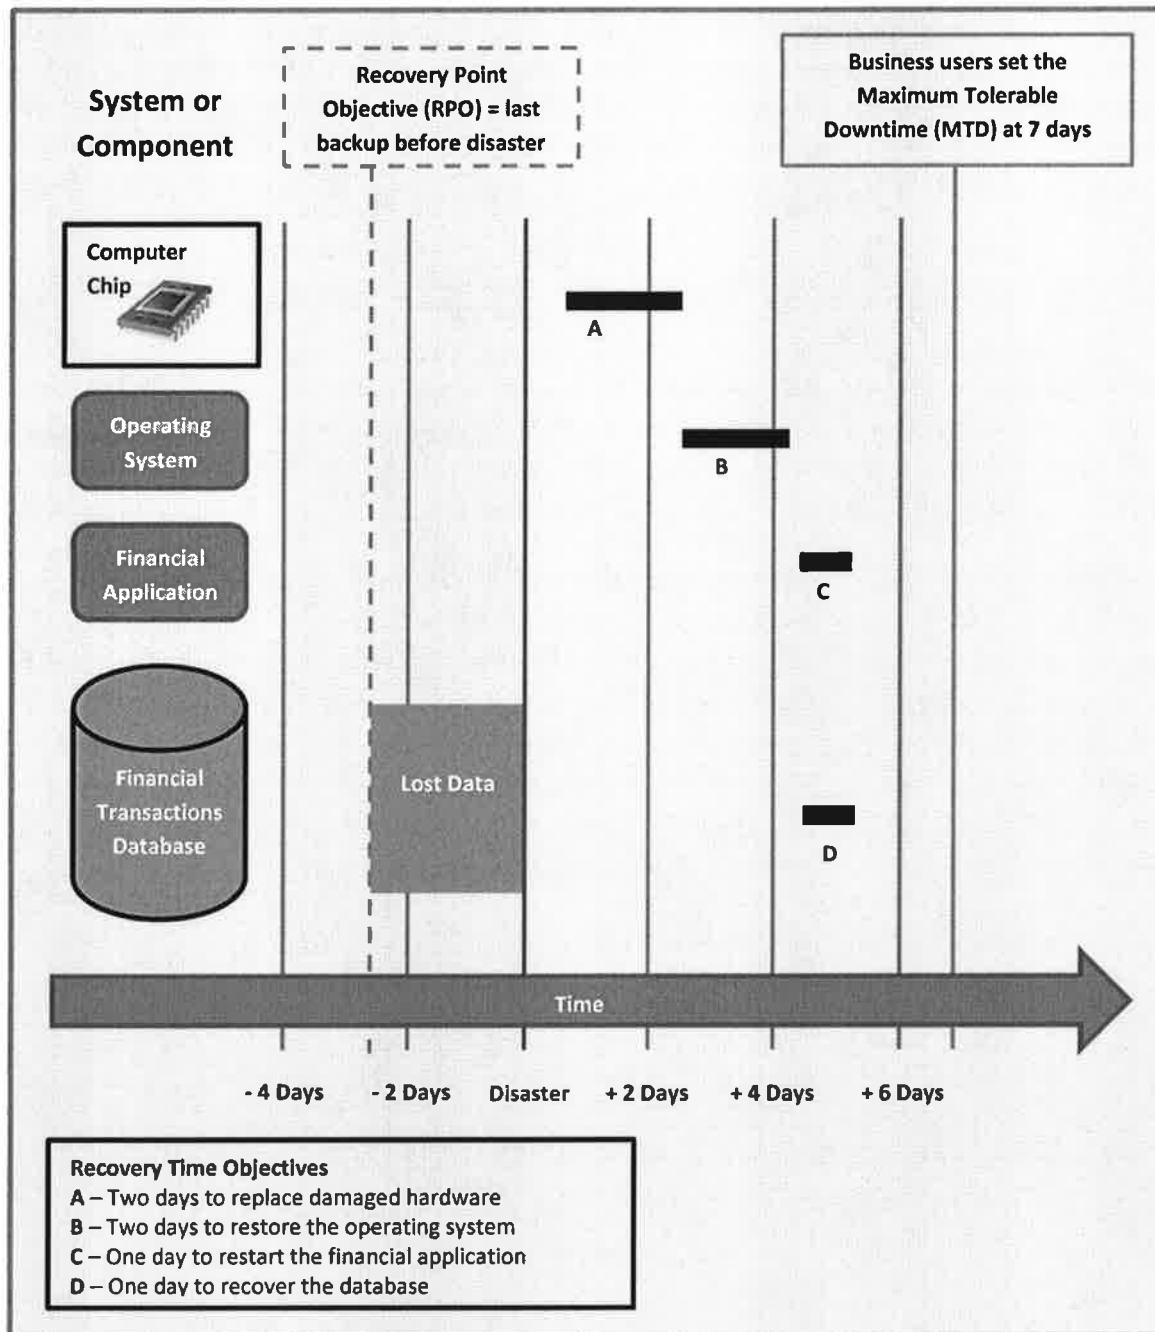 System or
Component
Recovery Point
Objective (RPO) = last
backup before disaster
Business users set the
Maximum Tolerable
Downtime (MTD) at 7 days
Computer
Chip
A
Operating
System
B
Financial
Application
C
Financial
Transactions
Database
Lost Data
D
Time
- 4 Days
- 2 Days
Disaster
+ 2 Days
+ 4 Days
+ 6 Days
Recovery Time Objectives
A – Two days to replace damaged hardware
B – Two days to restore the operating system
C – One day to restart the financial application
D – One day to recover the database